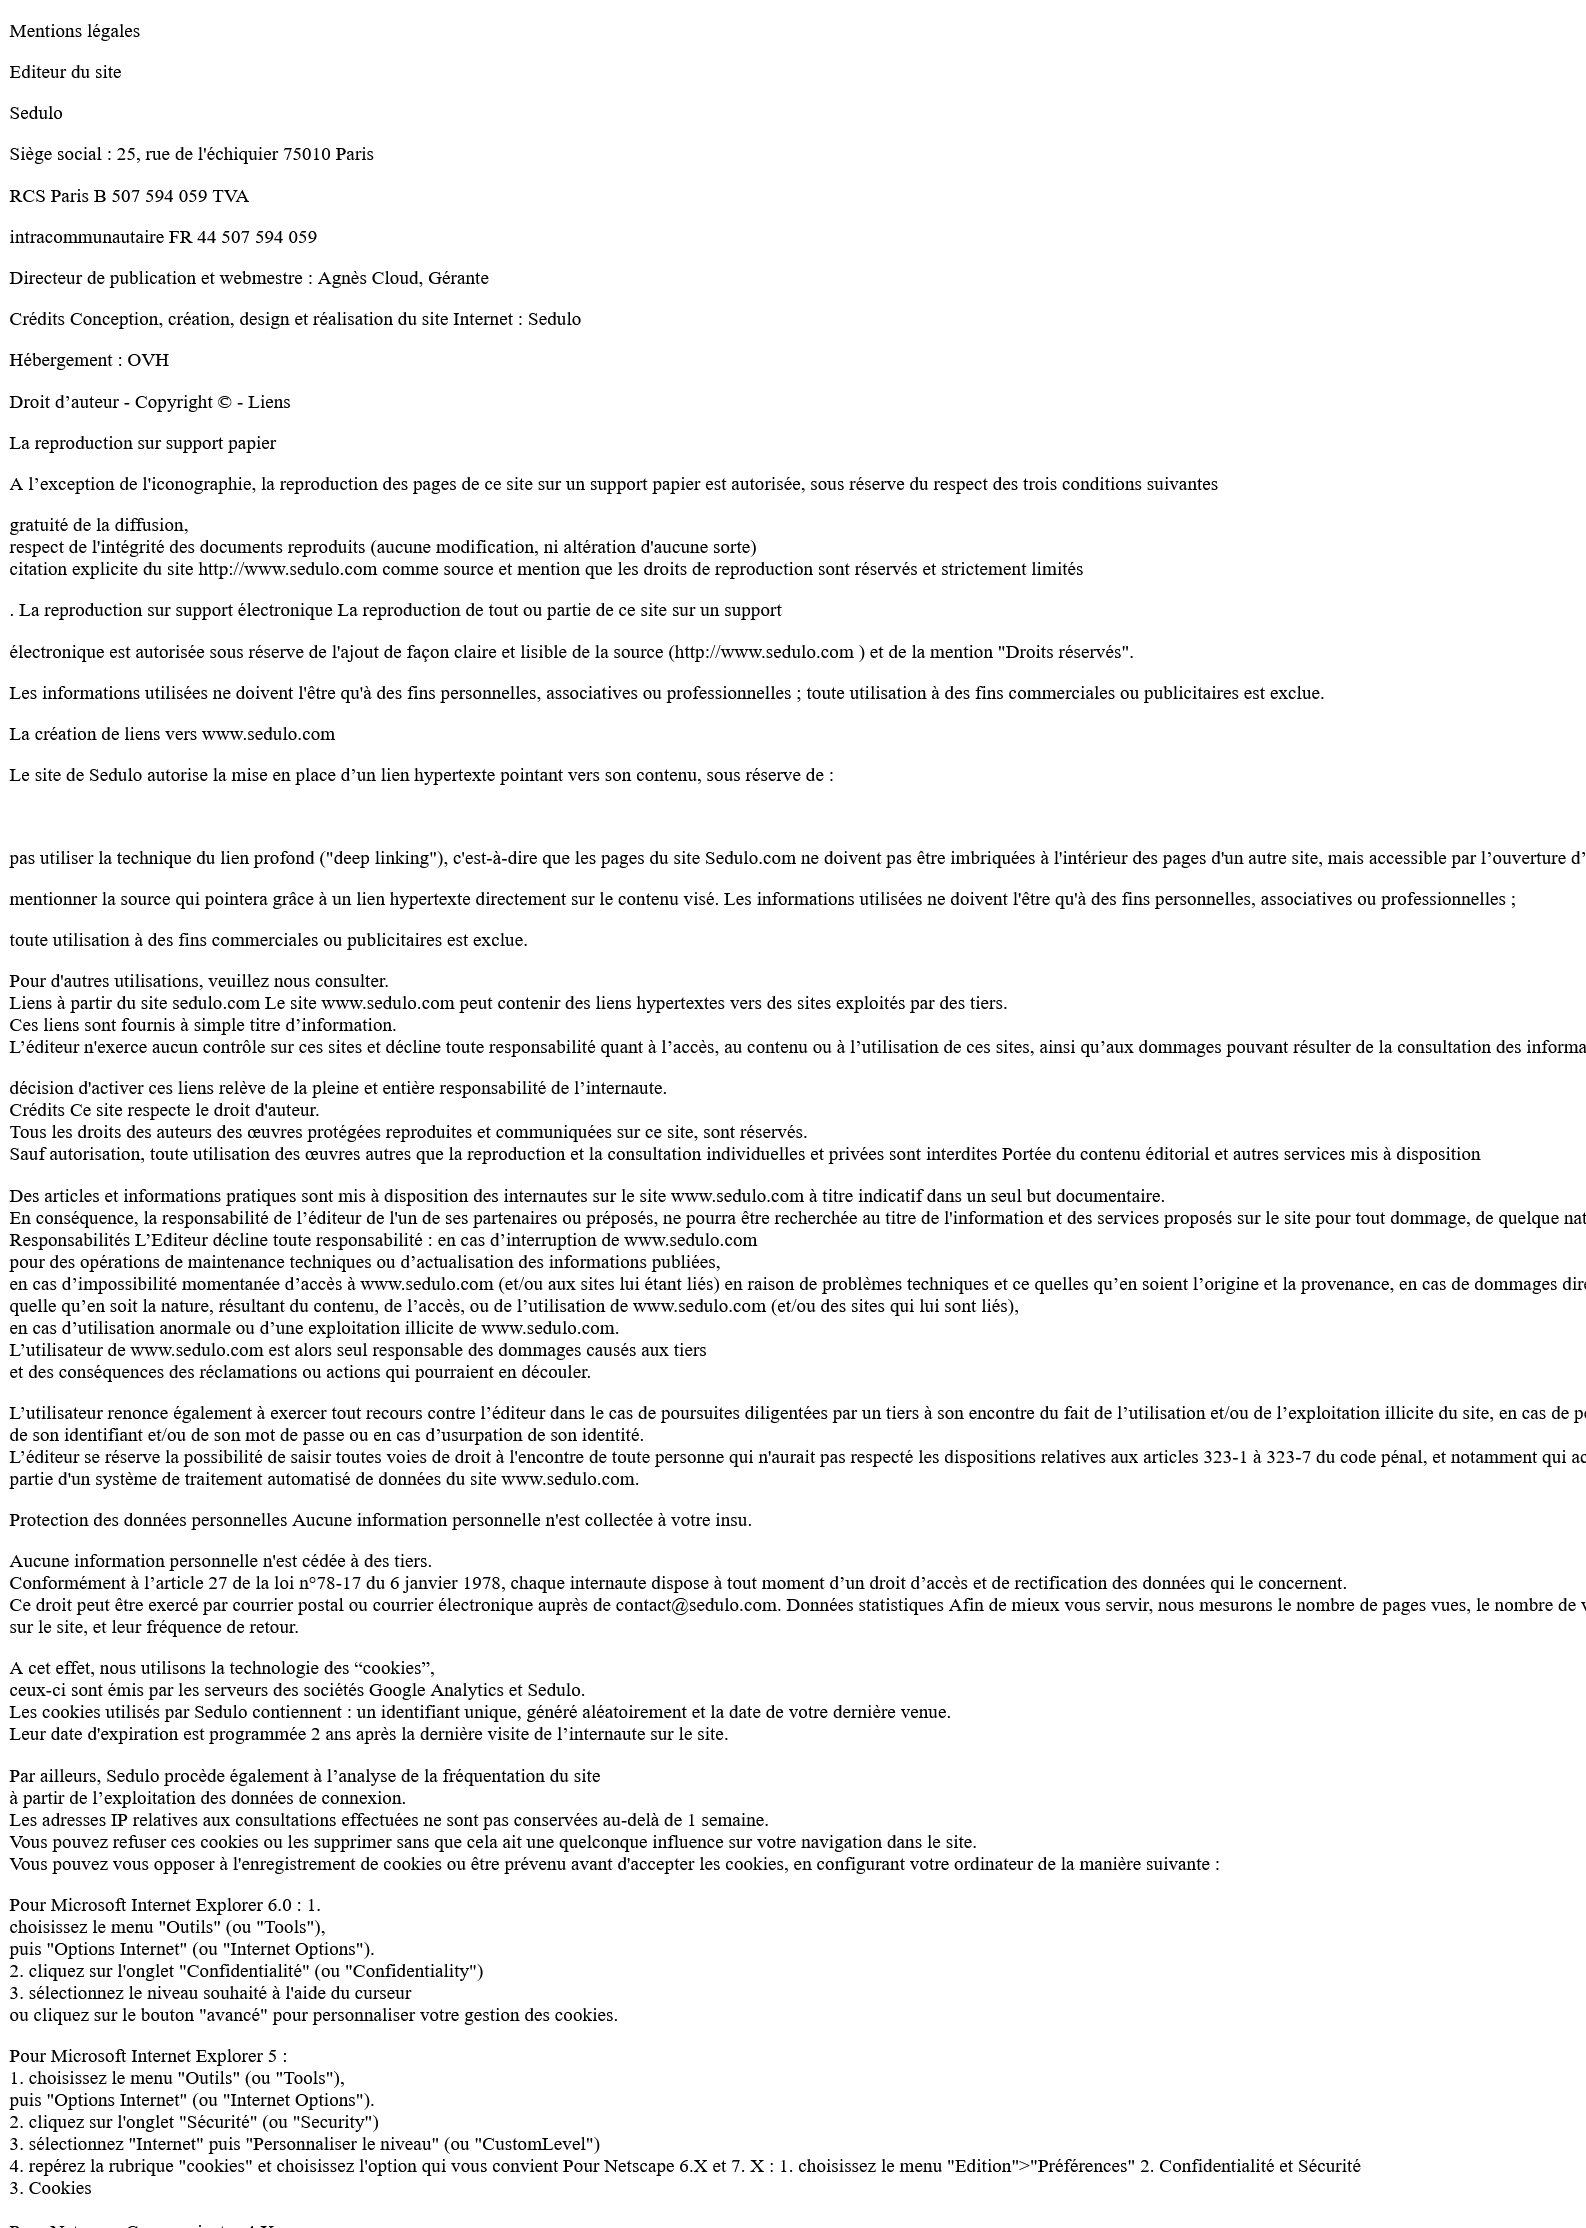 Mentions légales
Editeur du site
Sedulo
Siège social : 25, rue de l'échiquier 75010 Paris
RCS Paris B 507 594 059 TVA
intracommunautaire FR 44 507 594 059
Directeur de publication et webmestre : Agnès Cloud, Gérante
Crédits Conception, création, design et réalisation du site Internet : Sedulo
Hébergement : OVH
Droit d’auteur - Copyright © - Liens
La reproduction sur support papier
A l’exception de l'iconographie, la reproduction des pages de ce site sur un support papier est autorisée, sous réserve du respect des trois conditions suivantes
gratuité de la diffusion,
respect de l'intégrité des documents reproduits (aucune modification, ni altération d'aucune sorte)
citation explicite du site http://www.sedulo.com comme source et mention que les droits de reproduction sont réservés et strictement limités
. La reproduction sur support électronique La reproduction de tout ou partie de ce site sur un support
électronique est autorisée sous réserve de l'ajout de façon claire et lisible de la source (http://www.sedulo.com ) et de la mention "Droits réservés".
Les informations utilisées ne doivent l'être qu'à des fins personnelles, associatives ou professionnelles ; toute utilisation à des fins commerciales ou publicitaires est exclue.
La création de liens vers www.sedulo.com
Le site de Sedulo autorise la mise en place d’un lien hypertexte pointant vers son contenu, sous réserve de :
pas utiliser la technique du lien profond ("deep linking"), c'est-à-dire que les pages du site Sedulo.com ne doivent pas être imbriquées à l'intérieur des pages d'un autre site, mais accessible par l’ouverture d’
mentionner la source qui pointera grâce à un lien hypertexte directement sur le contenu visé. Les informations utilisées ne doivent l'être qu'à des fins personnelles, associatives ou professionnelles ;
toute utilisation à des fins commerciales ou publicitaires est exclue.
Pour d'autres utilisations, veuillez nous consulter.
Liens à partir du site sedulo.com Le site www.sedulo.com peut contenir des liens hypertextes vers des sites exploités par des tiers.
Ces liens sont fournis à simple titre d’information.
L’éditeur n'exerce aucun contrôle sur ces sites et décline toute responsabilité quant à l’accès, au contenu ou à l’utilisation de ces sites, ainsi qu’aux dommages pouvant résulter de la consultation des informa
décision d'activer ces liens relève de la pleine et entière responsabilité de l’internaute.
Crédits Ce site respecte le droit d'auteur.
Tous les droits des auteurs des œuvres protégées reproduites et communiquées sur ce site, sont réservés.
Sauf autorisation, toute utilisation des œuvres autres que la reproduction et la consultation individuelles et privées sont interdites Portée du contenu éditorial et autres services mis à disposition
Des articles et informations pratiques sont mis à disposition des internautes sur le site www.sedulo.com à titre indicatif dans un seul but documentaire.
En conséquence, la responsabilité de l’éditeur de l'un de ses partenaires ou préposés, ne pourra être recherchée au titre de l'information et des services proposés sur le site pour tout dommage, de quelque nat
Responsabilités L’Editeur décline toute responsabilité : en cas d’interruption de www.sedulo.com
pour des opérations de maintenance techniques ou d’actualisation des informations publiées,
en cas d’impossibilité momentanée d’accès à www.sedulo.com (et/ou aux sites lui étant liés) en raison de problèmes techniques et ce quelles qu’en soient l’origine et la provenance, en cas de dommages dire
quelle qu’en soit la nature, résultant du contenu, de l’accès, ou de l’utilisation de www.sedulo.com (et/ou des sites qui lui sont liés),
en cas d’utilisation anormale ou d’une exploitation illicite de www.sedulo.com.
L’utilisateur de www.sedulo.com est alors seul responsable des dommages causés aux tiers
et des conséquences des réclamations ou actions qui pourraient en découler.
L’utilisateur renonce également à exercer tout recours contre l’éditeur dans le cas de poursuites diligentées par un tiers à son encontre du fait de l’utilisation et/ou de l’exploitation illicite du site, en cas de pe
de son identifiant et/ou de son mot de passe ou en cas d’usurpation de son identité.
L’éditeur se réserve la possibilité de saisir toutes voies de droit à l'encontre de toute personne qui n'aurait pas respecté les dispositions relatives aux articles 323-1 à 323-7 du code pénal, et notamment qui ac
partie d'un système de traitement automatisé de données du site www.sedulo.com.
Protection des données personnelles Aucune information personnelle n'est collectée à votre insu.
Aucune information personnelle n'est cédée à des tiers.
Conformément à l’article 27 de la loi n°78-17 du 6 janvier 1978, chaque internaute dispose à tout moment d’un droit d’accès et de rectification des données qui le concernent.
Ce droit peut être exercé par courrier postal ou courrier électronique auprès de contact@sedulo.com. Données statistiques Afin de mieux vous servir, nous mesurons le nombre de pages vues, le nombre de v
sur le site, et leur fréquence de retour.
A cet effet, nous utilisons la technologie des “cookies”,
ceux-ci sont émis par les serveurs des sociétés Google Analytics et Sedulo.
Les cookies utilisés par Sedulo contiennent : un identifiant unique, généré aléatoirement et la date de votre dernière venue.
Leur date d'expiration est programmée 2 ans après la dernière visite de l’internaute sur le site.
Par ailleurs, Sedulo procède également à l’analyse de la fréquentation du site
à partir de l’exploitation des données de connexion.
Les adresses IP relatives aux consultations effectuées ne sont pas conservées au-delà de 1 semaine.
Vous pouvez refuser ces cookies ou les supprimer sans que cela ait une quelconque influence sur votre navigation dans le site.
Vous pouvez vous opposer à l'enregistrement de cookies ou être prévenu avant d'accepter les cookies, en configurant votre ordinateur de la manière suivante :
Pour Microsoft Internet Explorer 6.0 : 1.
choisissez le menu "Outils" (ou "Tools"),
puis "Options Internet" (ou "Internet Options").
2. cliquez sur l'onglet "Confidentialité" (ou "Confidentiality")
3. sélectionnez le niveau souhaité à l'aide du curseur
ou cliquez sur le bouton "avancé" pour personnaliser votre gestion des cookies.
Pour Microsoft Internet Explorer 5 :
1. choisissez le menu "Outils" (ou "Tools"),
puis "Options Internet" (ou "Internet Options").
2. cliquez sur l'onglet "Sécurité" (ou "Security")
3. sélectionnez "Internet" puis "Personnaliser le niveau" (ou "CustomLevel")
4. repérez la rubrique "cookies" et choisissez l'option qui vous convient Pour Netscape 6.X et 7. X : 1. choisissez le menu "Edition">"Préférences" 2. Confidentialité et Sécurité
3. Cookies